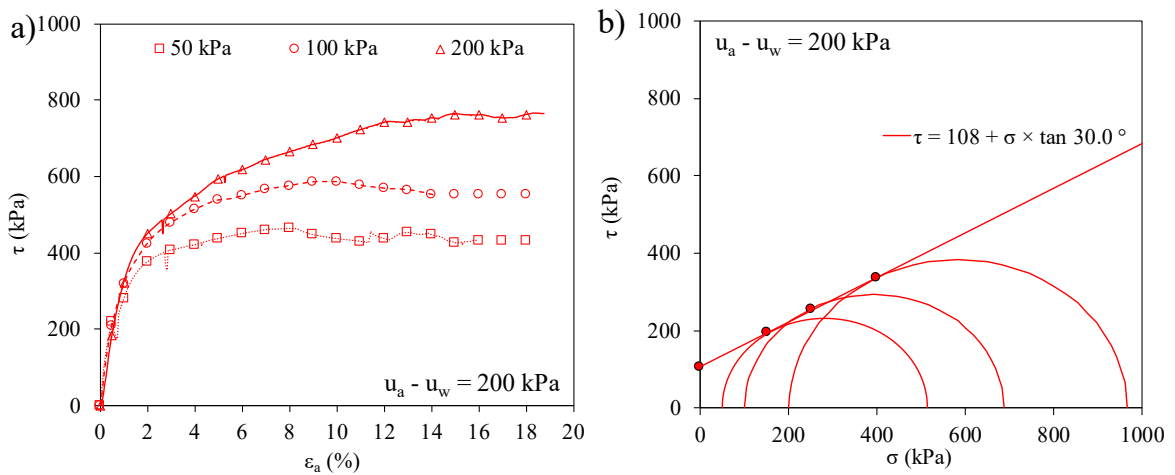 a)
50 kPa 100 kPa 200 kPa
1000
800
600
400
200
0
τ (kPa)
0 2 4 6 8 10 12 14 16 18 20
εa (%)
ua - uw = 200 kPa
b)
ua - uw = 200 kPa
τ = 108 + σ × tan 30.0 °
1000
800
600
400
200
0
τ (kPa)
0 200 400 600 800 1000
σ (kPa)